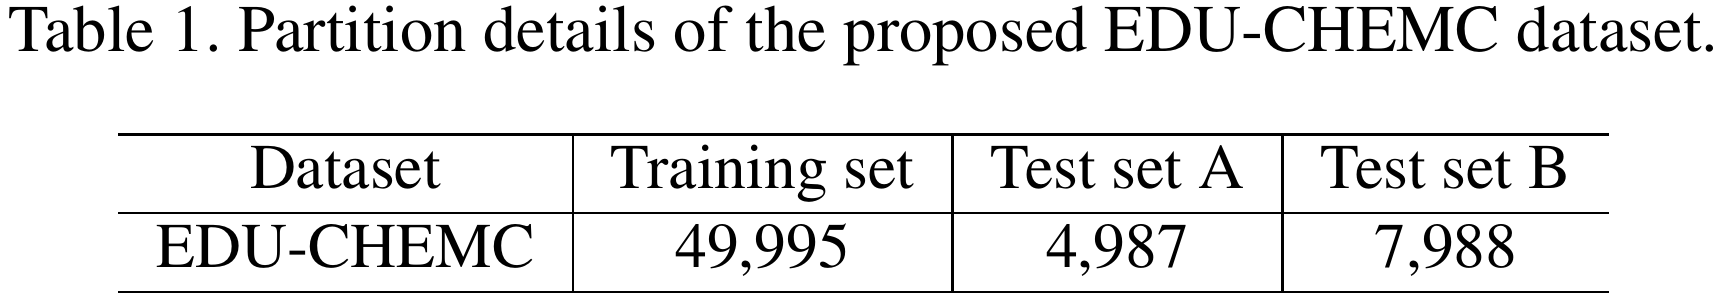 Table 1. Partition details of the proposed EDU-CHEMC dataset.
Dataset Training set Test set A Test set B
EDU-CHEMC 49,995 4,987 7,988